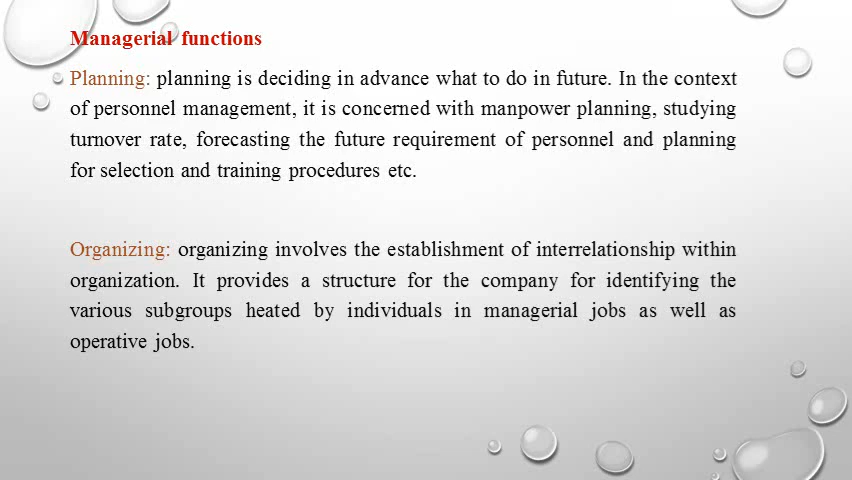 Managerial functions
Planning: planning is deciding in advance what to do in future. In the context
of personnel management, it is concerned with manpower planning, studying
turnover rate, forecasting the future requirement of personnel and planning
for selection and training procedures etc.
Organizing: organizing involves the establishment of interrelationship within
organization. It provides a structure for the company for identifying the
various subgroups heated by individuals in managerial jobs as well as
operative jobs.